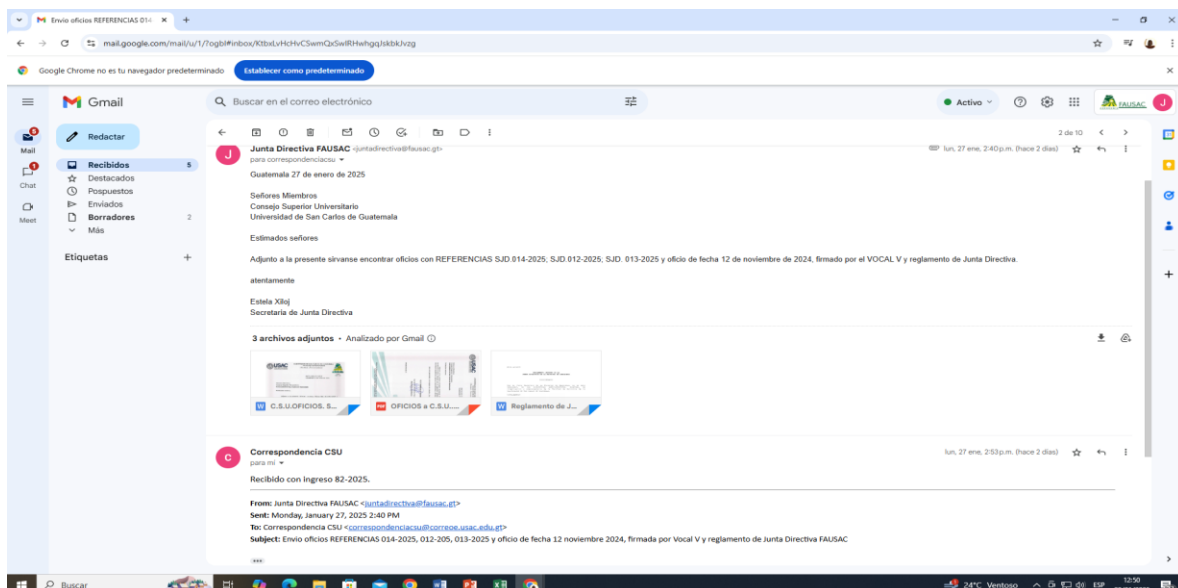 Envio oficios REFERENCIAS 014-
mail.google.com/mail/u/1/?ogbl#inbox/KtbxLvHcHvCSwmQxSwlRHwhgqJskbkJvzg
Google Chrome no es tu navegador predeterminado
Establecer como predeterminado
Gmail
Buscar en el correo electrónico
Activo
FAUSAC
J
Mail
Chat
Meet
5
1
Redactar
Recibidos 5
Destacados
Pospuestos
Enviados
Borradores 2
Más
Etiquetas
2 de 10
J
Junta Directiva FAUSAC <juntadirectiva@fausac.gt>
lun, 27 ene, 2:40 p.m. (hace 2 días)
para correspondenciacsu
Guatemala 27 de enero de 2025
Señores Miembros
Consejo Superior Universitario
Universidad de San Carlos de Guatemala
Estimados señores
Adjunto a la presente sirvanse encontrar oficios con REFERENCIAS SJD.014-2025; SJD.012-2025; SJD. 013-2025 y oficio de fecha 12 de noviembre de 2024, firmado por el VOCAL V y reglamento de Junta Directiva.
atentamente
Estela Xiloj
Secretaria de Junta Directiva
3 archivos adjuntos • Analizado por Gmail
USAC
USAC
W C.S.U.OFICIOS. S...
PDF OFICIOS a C.S.U....
W Reglamento de J...
C
Correspondencia CSU
lun, 27 ene, 2:53 p.m. (hace 2 días)
para mí
Recibido con ingreso 82-2025.
From: Junta Directiva FAUSAC <juntadirectiva@fausac.gt>
Sent: Monday, January 27, 2025 2:40 PM
To: Correspondencia CSU <correspondenciacsu@correoe.usac.edu.gt>
Subject: Envio oficios REFERENCIAS 014-2025, 012-205, 013-2025 y oficio de fecha 12 noviembre 2024, firmada por Vocal V y reglamento de Junta Directiva FAUSAC
Buscar
24°C Ventoso
ESP
12:50